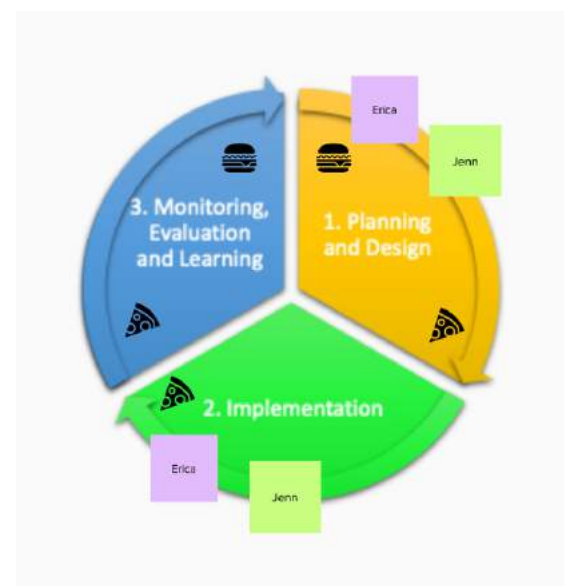 Erica
Jenn
1. Planning
and Design
2. Implementation
Erica
Jenn
3. Monitoring,
Evaluation
and Learning